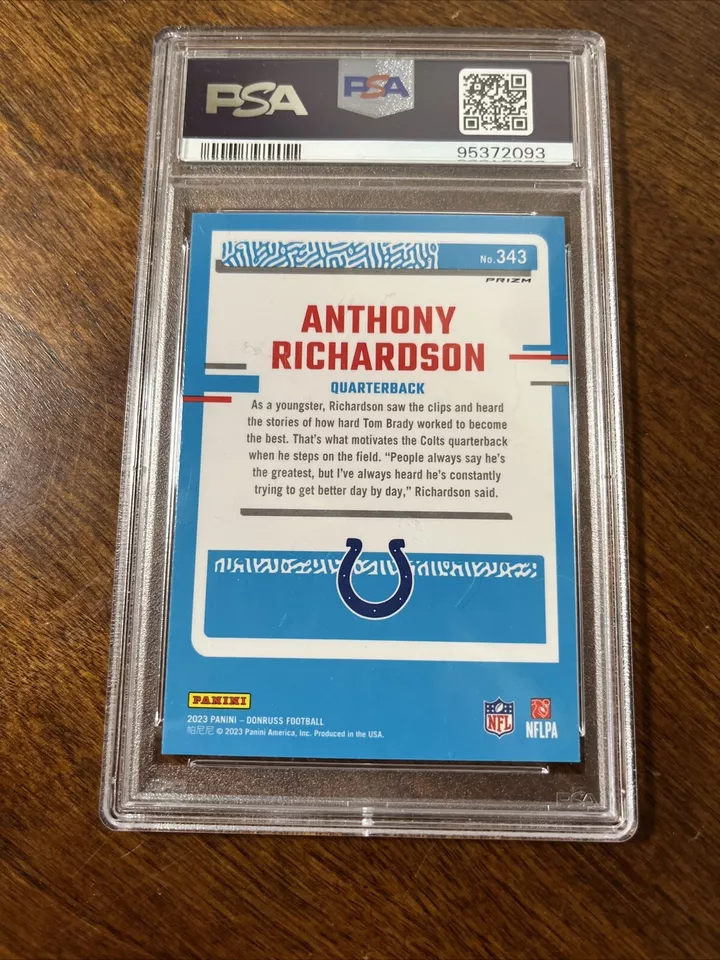 PSA PSA
95372093
No. 343
PRIZM
ANTHONY
RICHARDSON
QUARTERBACK
As a youngster, Richardson saw the clips and heard
the stories of how hard Tom Brady worked to become
the best. That's what motivates the Colts quarterback
when he steps on the field. “People always say he's
the greatest, but I've always heard he's constantly
trying to get better day by day,” Richardson said.
PANINI
2023 PANINI – DONRUSS FOOTBALL
帕尼尼 © 2023 Panini America, Inc. Produced in the USA.
NFL
NFLPA
PSA